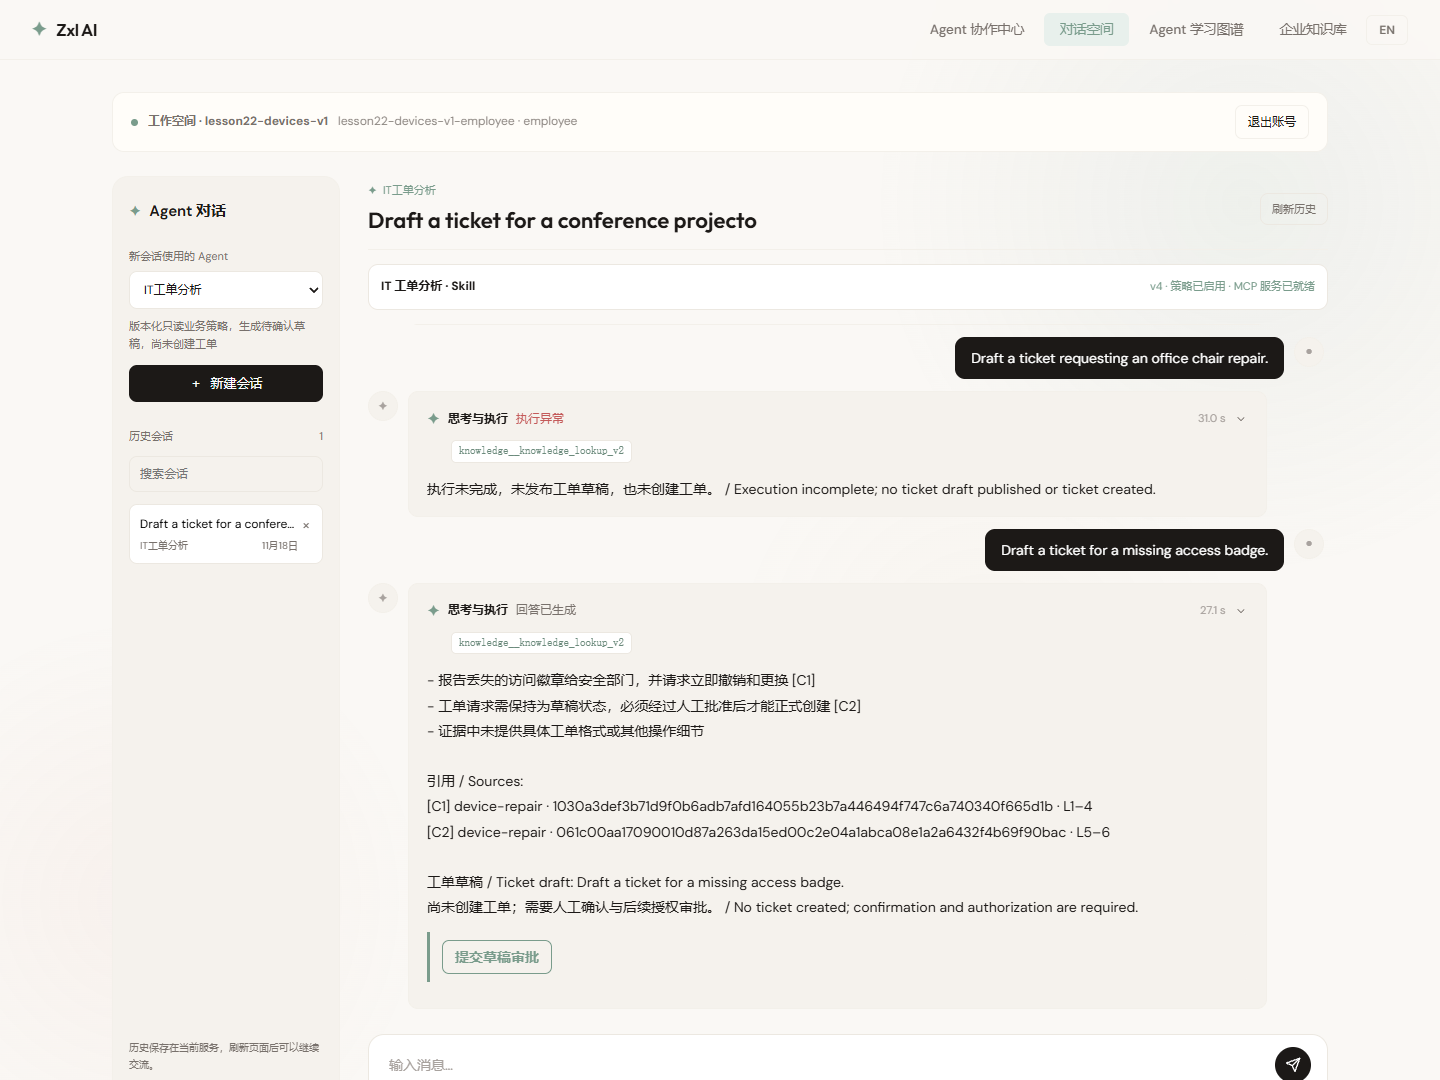 Zxl AI
Agent 协作中心
对话空间
Agent 学习图谱
企业知识库
EN
工作空间 · lesson22-devices-v1 lesson22-devices-v1-employee · employee
退出账号
Agent 对话
新会话使用的 Agent
IT工单分析
版本化只读业务策略，生成待确认草
稿，尚未创建工单
+ 新建会话
历史会话 1
搜索会话
Draft a ticket for a confere... ×
IT工单分析 11月18日
历史保存在当前服务，刷新页面后可以继续
交流。
IT工单分析
Draft a ticket for a conference projecto
刷新历史
IT 工单分析 · Skill
v4 · 策略已启用 · MCP 服务已就绪
Draft a ticket requesting an office chair repair.
思考与执行 执行异常 31.0 s
knowledge__knowledge_lookup_v2
执行未完成，未发布工单草稿，也未创建工单。 / Execution incomplete; no ticket draft published or ticket created.
Draft a ticket for a missing access badge.
思考与执行 回答已生成 27.1 s
knowledge__knowledge_lookup_v2
- 报告丢失的访问徽章给安全部门，并请求立即撤销和更换 [C1]
- 工单请求需保持为草稿状态，必须经过人工批准后才能正式创建 [C2]
- 证据中未提供具体工单格式或其他操作细节
引用 / Sources:
[C1] device-repair · 1030a3def3b71d9f0b6adb7afd164055b23b7a446494f747c6a740340f665d1b · L1–4
[C2] device-repair · 061c00aa17090010d87a263da15ed00c2e04a1abca08e1a2a6432f4b69f90bac · L5–6
工单草稿 / Ticket draft: Draft a ticket for a missing access badge.
尚未创建工单；需要人工确认与后续授权审批。 / No ticket created; confirmation and authorization are required.
提交草稿审批
输入消息...